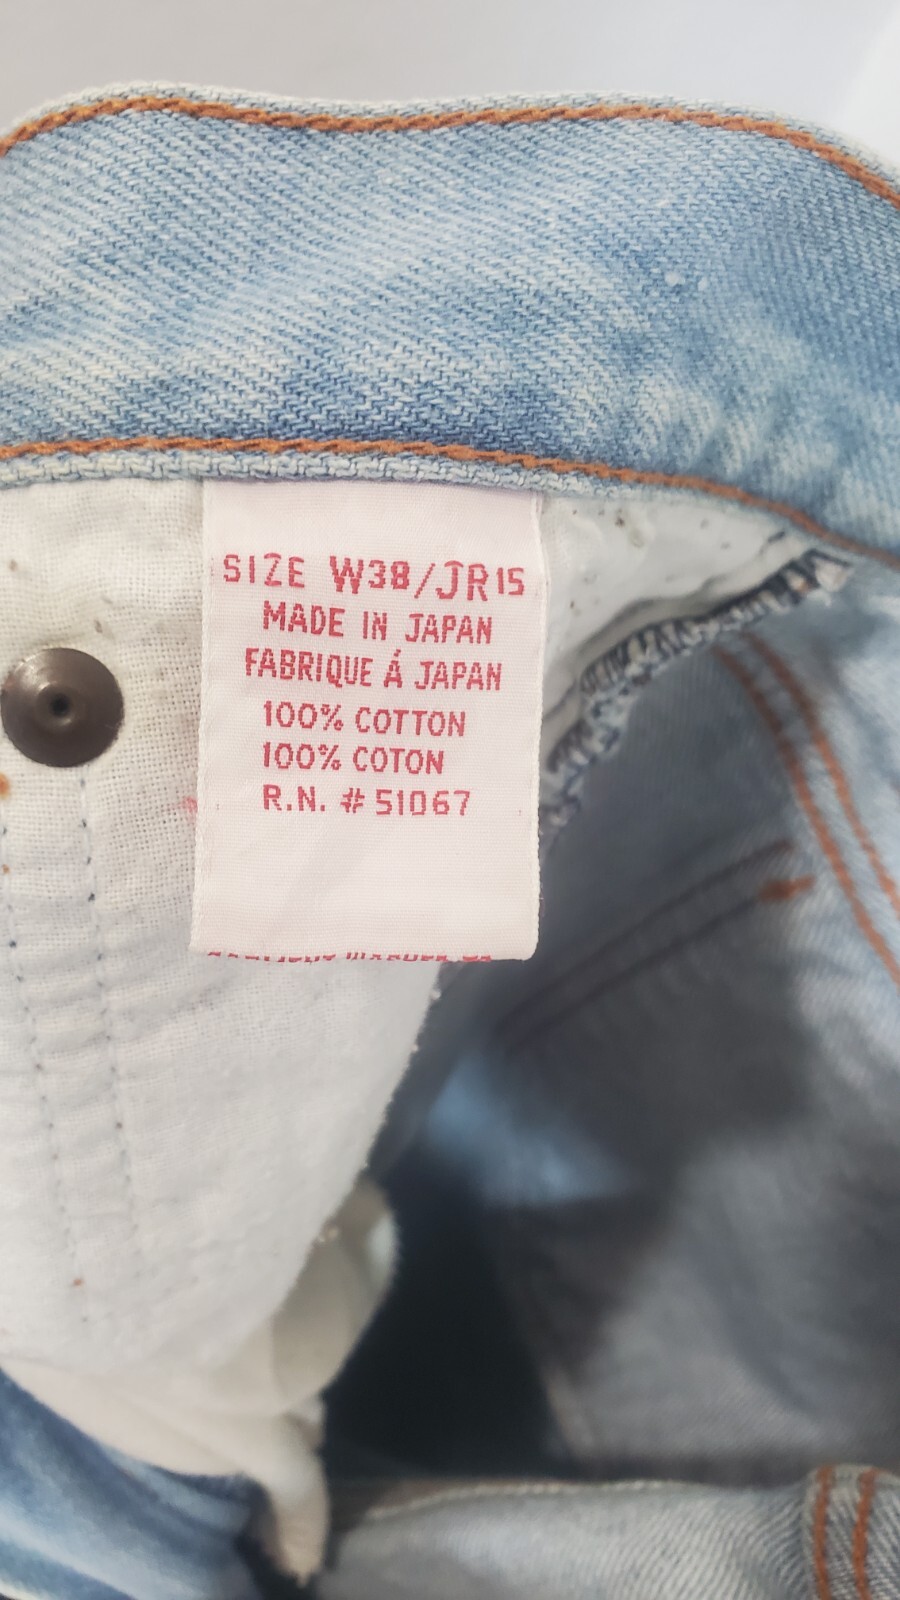 SIZE W38/JR15
MADE IN JAPAN
FABRIQUE Á JAPAN
100% COTTON
100% COTON
R.N. # 51067